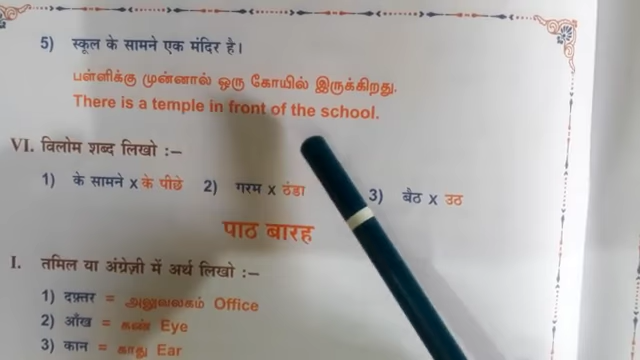 5) स्कूल के सामने एक मंदिर है।
பள்ளிக்கு முன்னால் ஒரு கோயில் இருக்கிறது.
There is a temple in front of the school.
VI. विलोम शब्द लिखो :–
1) के सामने x के पीछे 2) गरम x ठंडा 3) बैठ x उठ
पाठ बारह
I. तमिल या अंग्रेज़ी में अर्थ लिखो :–
1) दफ़्तर = அலுவலகம் Office
2) आँख = கண் Eye
3) कान = காது Ear